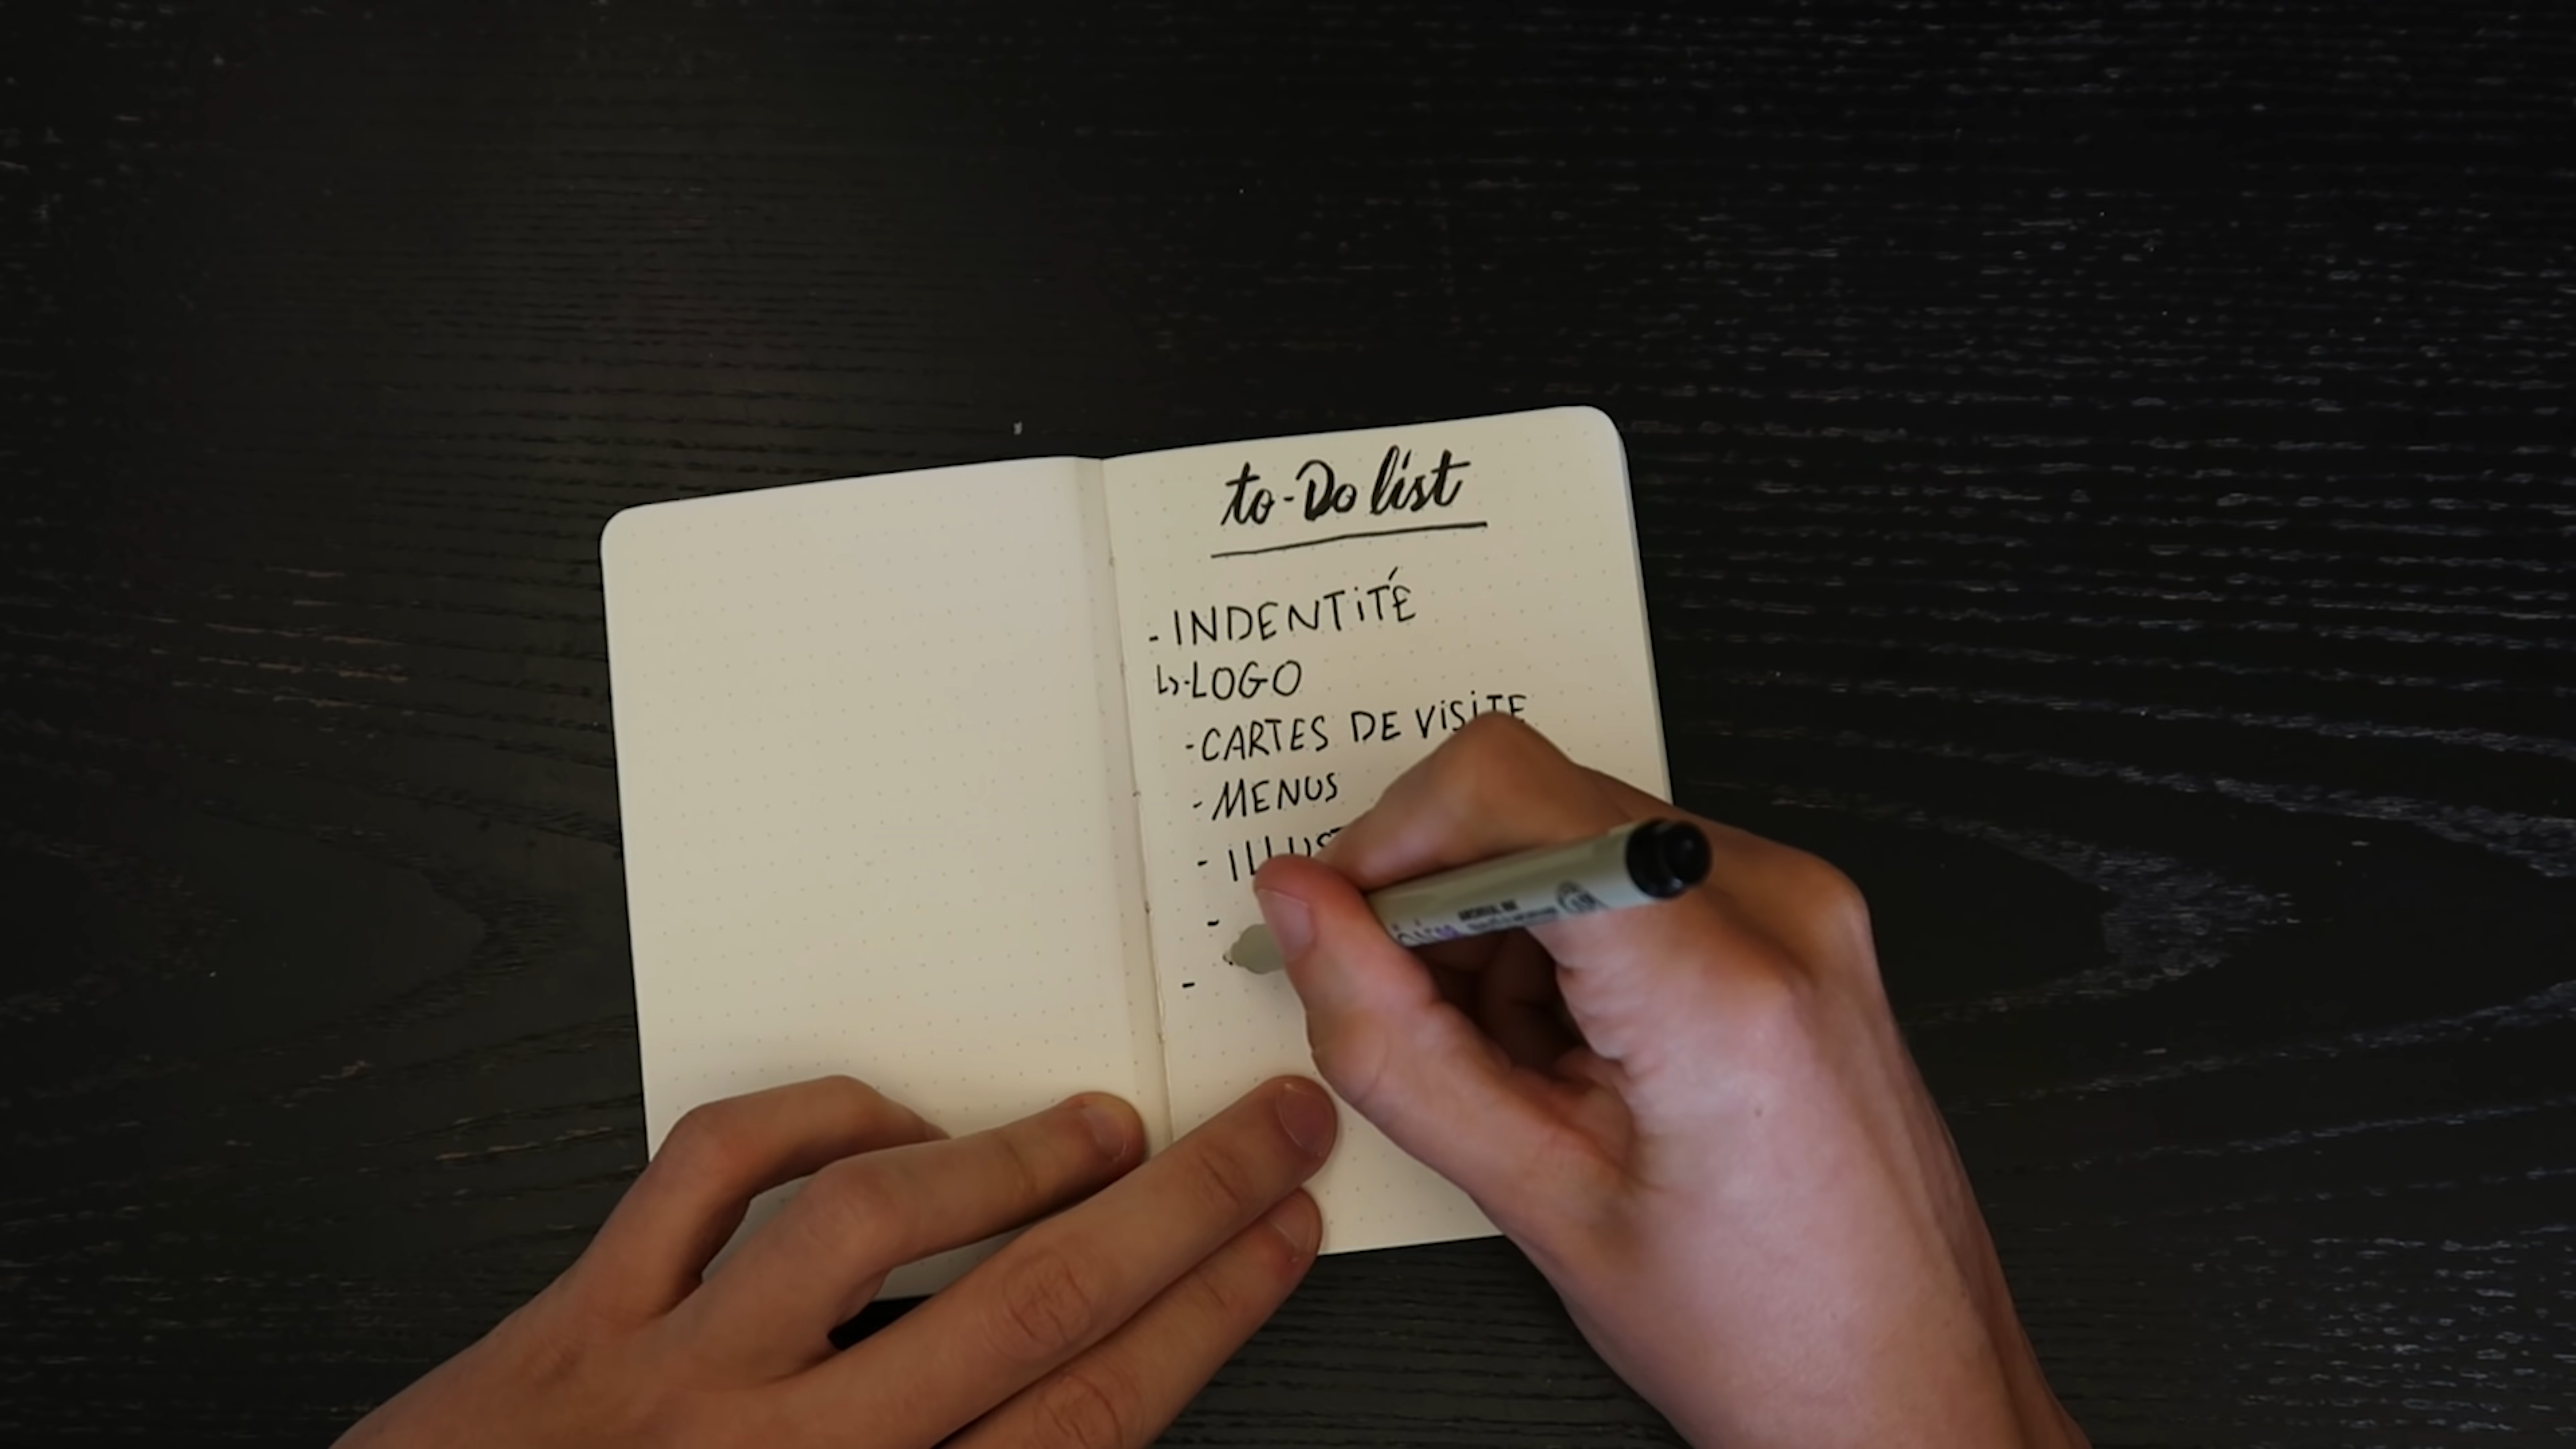 to-Do list
- INDENTITÉ
↳-LOGO
-CARTES DE VISITE
- MENUS
-
-